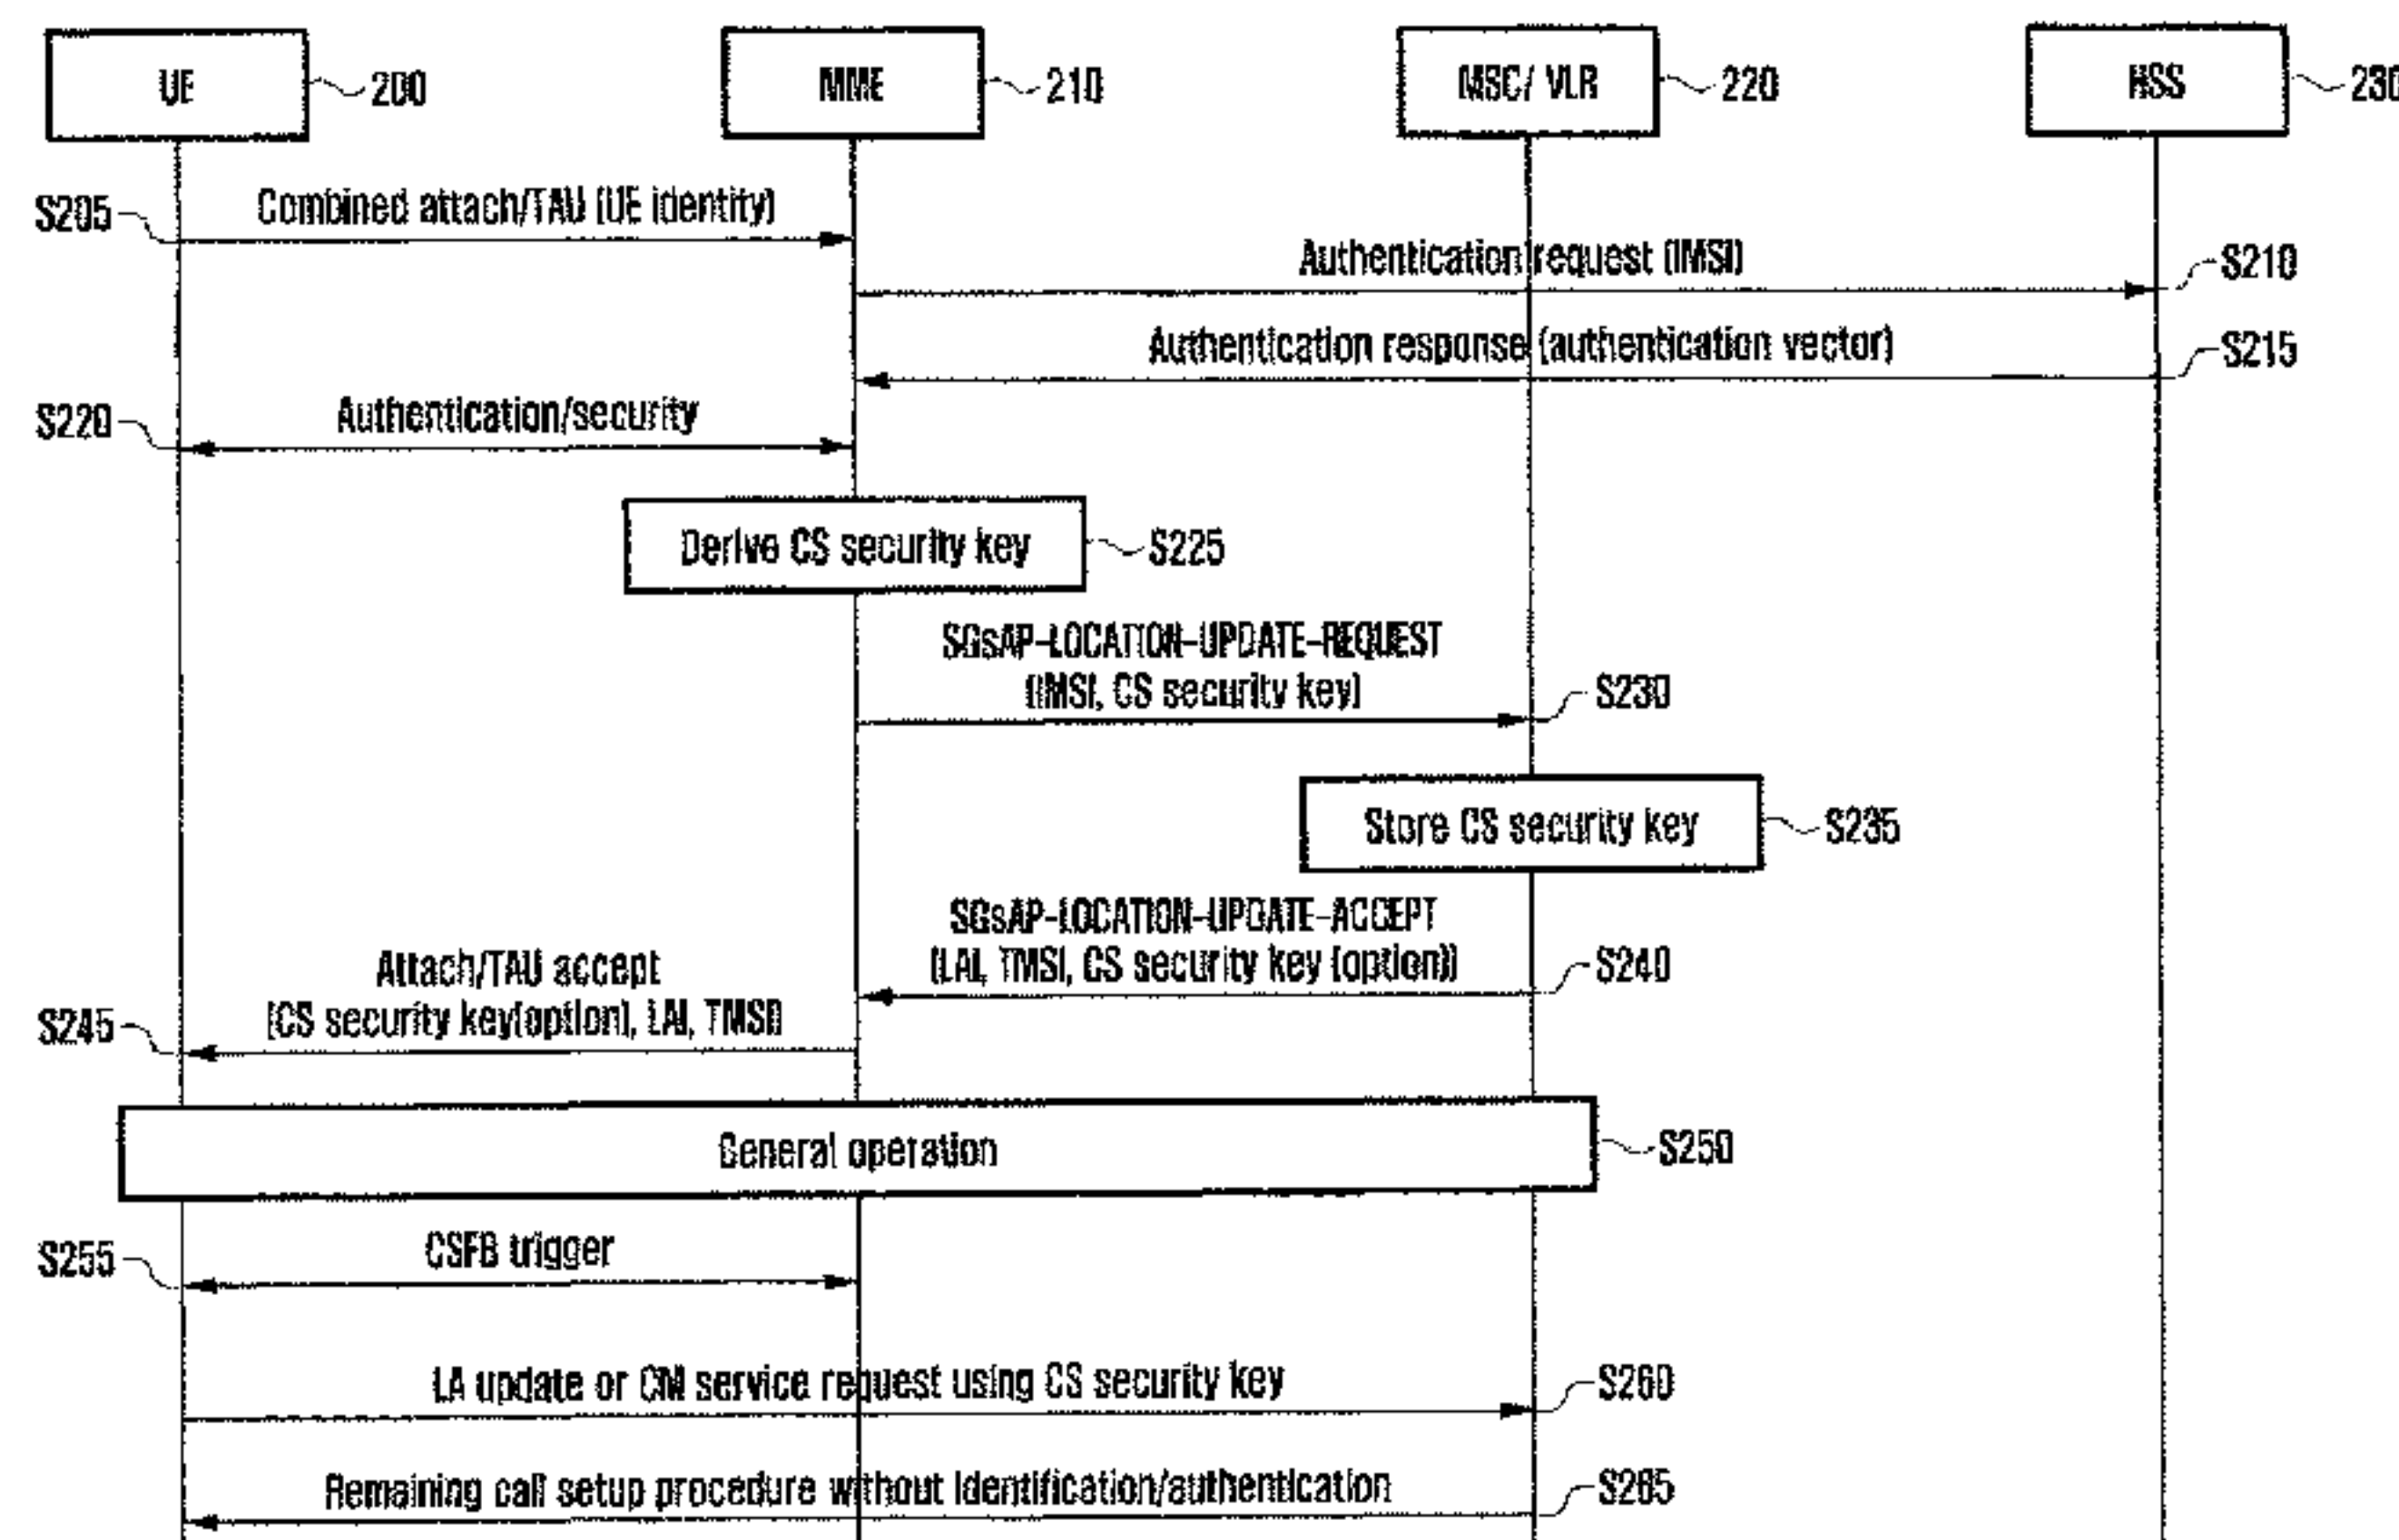 UE
200
MME
210
MSC/ VLR
220
HSS
230
S205
Combined attach/TAU (UE identity)
Authentication request (IMSI)
S210
Authentication response (authentication vector)
S215
S220
Authentication/security
Derive CS security key
S225
SGsAP-LOCATION-UPDATE-REQUEST
(IMSI, CS security key)
S230
Store CS security key
S235
SGsAP-LOCATION-UPDATE-ACCEPT
(LAI, TMSI, CS security key (option))
S240
Attach/TAU accept
(CS security key(option), LAI, TMSI)
S245
General operation
S250
S255
CSFB trigger
LA update or CM service request using CS security key
S260
Remaining call setup procedure without identification/authentication
S265